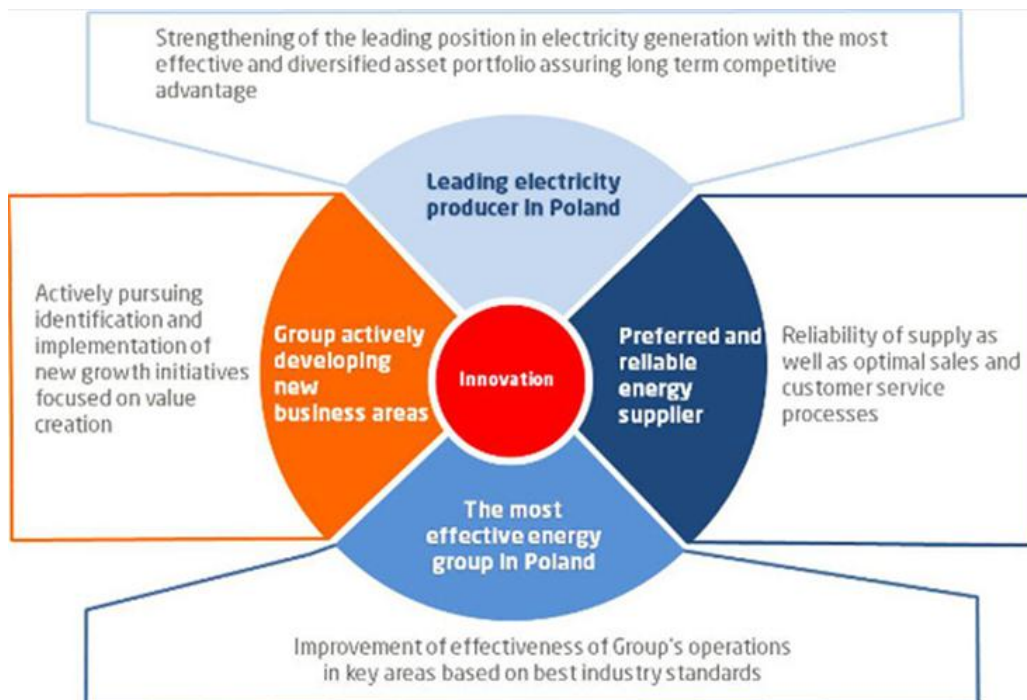 Strengthening of the leading position in electricity generation with the most
effective and diversified asset portfolio assuring long term competitive
advantage
Leading electricity
producer in Poland
Actively pursuing
identification and
implementation of
new growth initiatives
focused on value
creation
Group actively
developing
new
business areas
Innovation
Preferred and
reliable
energy
supplier
Reliability of supply as
well as optimal sales and
customer service
processes
The most
effective energy
group in Poland
Improvement of effectiveness of Group's operations
in key areas based on best industry standards